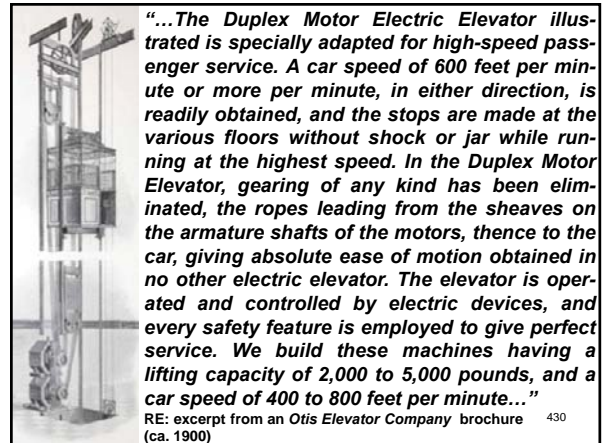 “…The Duplex Motor Electric Elevator illus-
trated is specially adapted for high-speed pass-
enger service. A car speed of 600 feet per min-
ute or more per minute, in either direction, is
readily obtained, and the stops are made at the
various floors without shock or jar while run-
ning at the highest speed. In the Duplex Motor
Elevator, gearing of any kind has been elim-
inated, the ropes leading from the sheaves on
the armature shafts of the motors, thence to the
car, giving absolute ease of motion obtained in
no other electric elevator. The elevator is oper-
ated and controlled by electric devices, and
every safety feature is employed to give perfect
service. We build these machines having a
lifting capacity of 2,000 to 5,000 pounds, and a
car speed of 400 to 800 feet per minute…”
RE: excerpt from an Otis Elevator Company brochure
(ca. 1900)
430